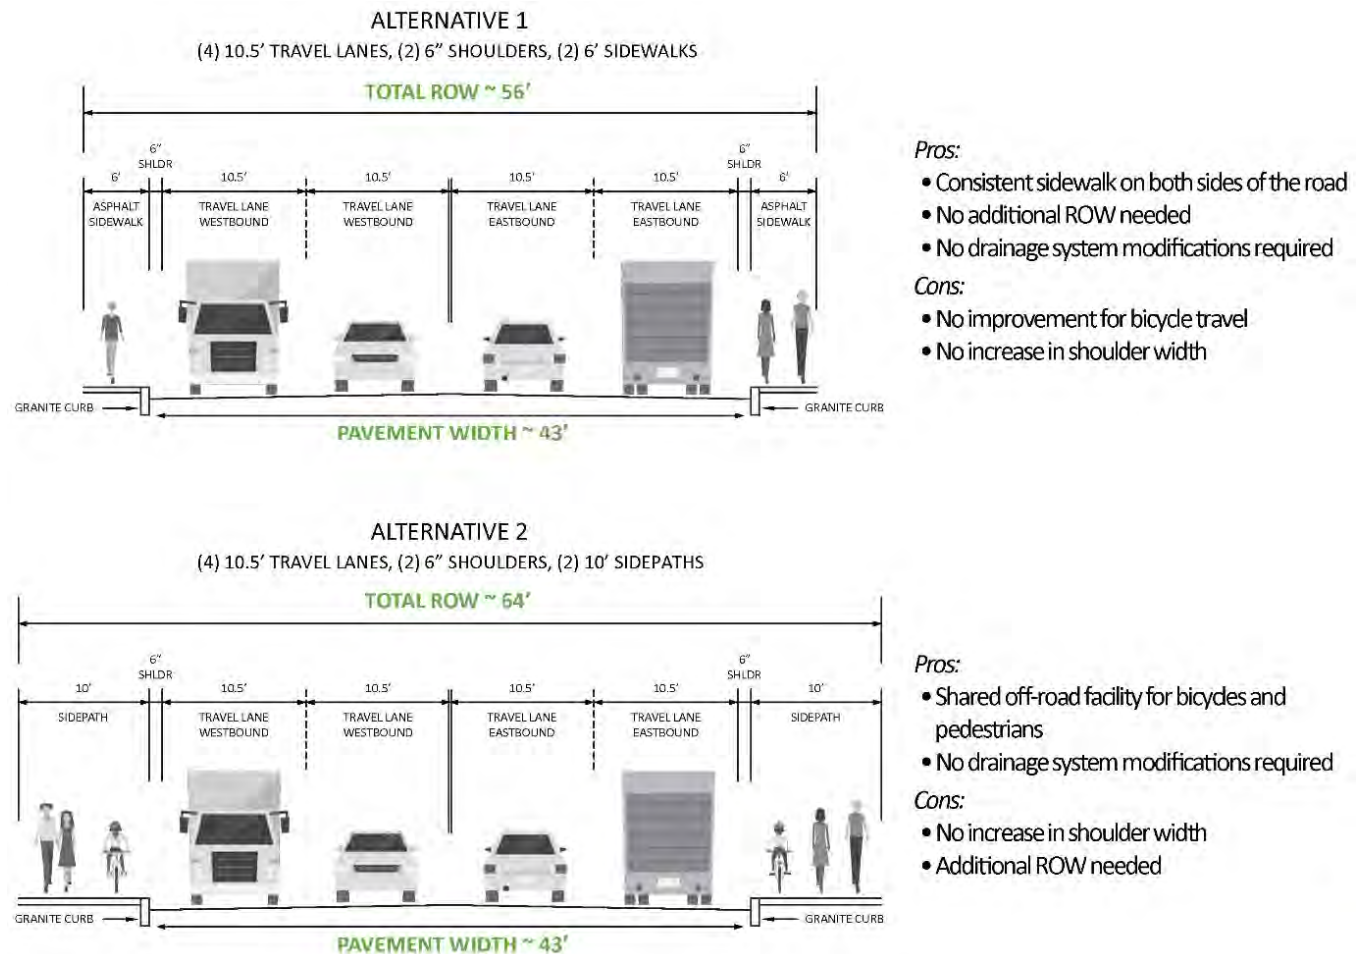 ALTERNATIVE 1
(4) 10.5’ TRAVEL LANES, (2) 6” SHOULDERS, (2) 6’ SIDEWALKS
TOTAL ROW ~ 56’
6” SHLDR
6” SHLDR
6’
10.5’
10.5’
10.5’
10.5’
6’
ASPHALT SIDEWALK
TRAVEL LANE WESTBOUND
TRAVEL LANE WESTBOUND
TRAVEL LANE EASTBOUND
TRAVEL LANE EASTBOUND
ASPHALT SIDEWALK
GRANITE CURB
GRANITE CURB
PAVEMENT WIDTH ~ 43’
Pros:
• Consistent sidewalk on both sides of the road
• No additional ROW needed
• No drainage system modifications required
Cons:
• No improvement for bicycle travel
• No increase in shoulder width
ALTERNATIVE 2
(4) 10.5’ TRAVEL LANES, (2) 6” SHOULDERS, (2) 10’ SIDEPATHS
TOTAL ROW ~ 64’
6” SHLDR
6” SHLDR
10’
10.5’
10.5’
10.5’
10.5’
10’
SIDEPATH
TRAVEL LANE WESTBOUND
TRAVEL LANE WESTBOUND
TRAVEL LANE EASTBOUND
TRAVEL LANE EASTBOUND
SIDEPATH
GRANITE CURB
GRANITE CURB
PAVEMENT WIDTH ~ 43’
Pros:
• Shared off-road facility for bicycles and
pedestrians
• No drainage system modifications required
Cons:
• No increase in shoulder width
• Additional ROW needed